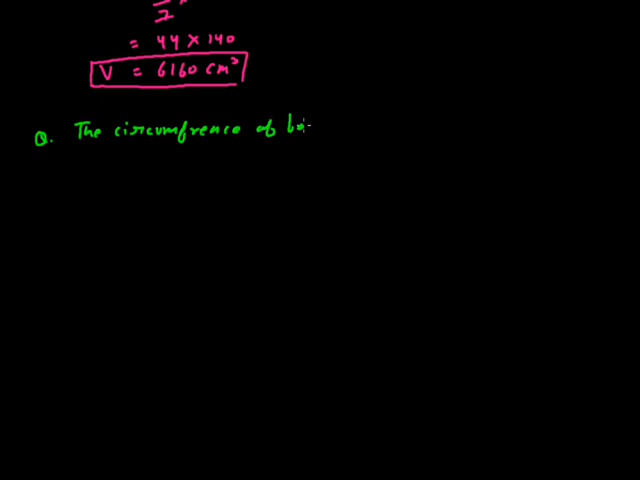 = 44 × 140
V = 6160 cm³
Q. The circumfrence of